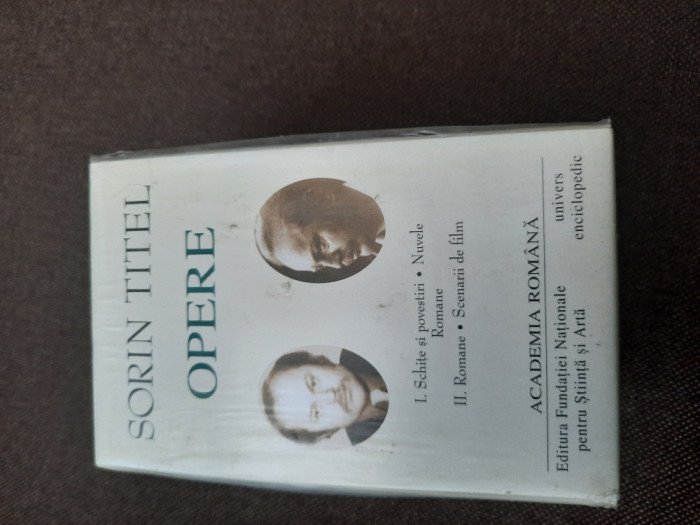 SORIN TITEL
OPERE
I. Schițe și povestiri • Nuvele
Romane
II. Romane • Scenarii de film
ACADEMIA ROMÂNĂ
Editura Fundației Naționale
pentru Știință și Artă
univers
enciclopedic